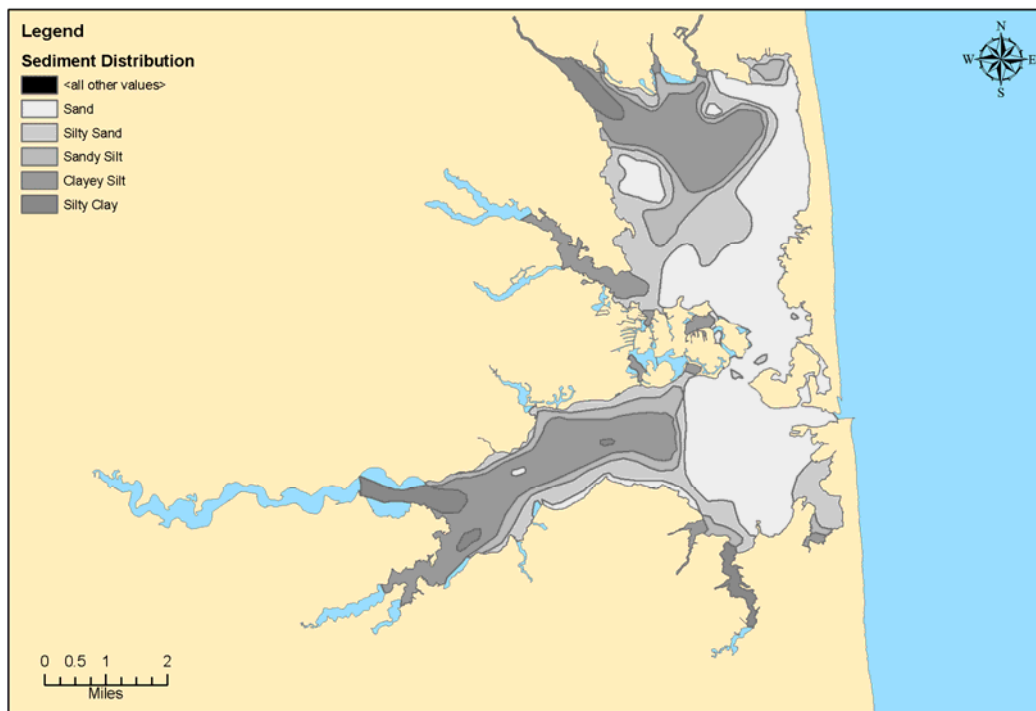 Legend
Sediment Distribution
<all other values>
Sand
Silty Sand
Sandy Silt
Clayey Silt
Silty Clay
N
W E
S
0 0.5 1 2
Miles